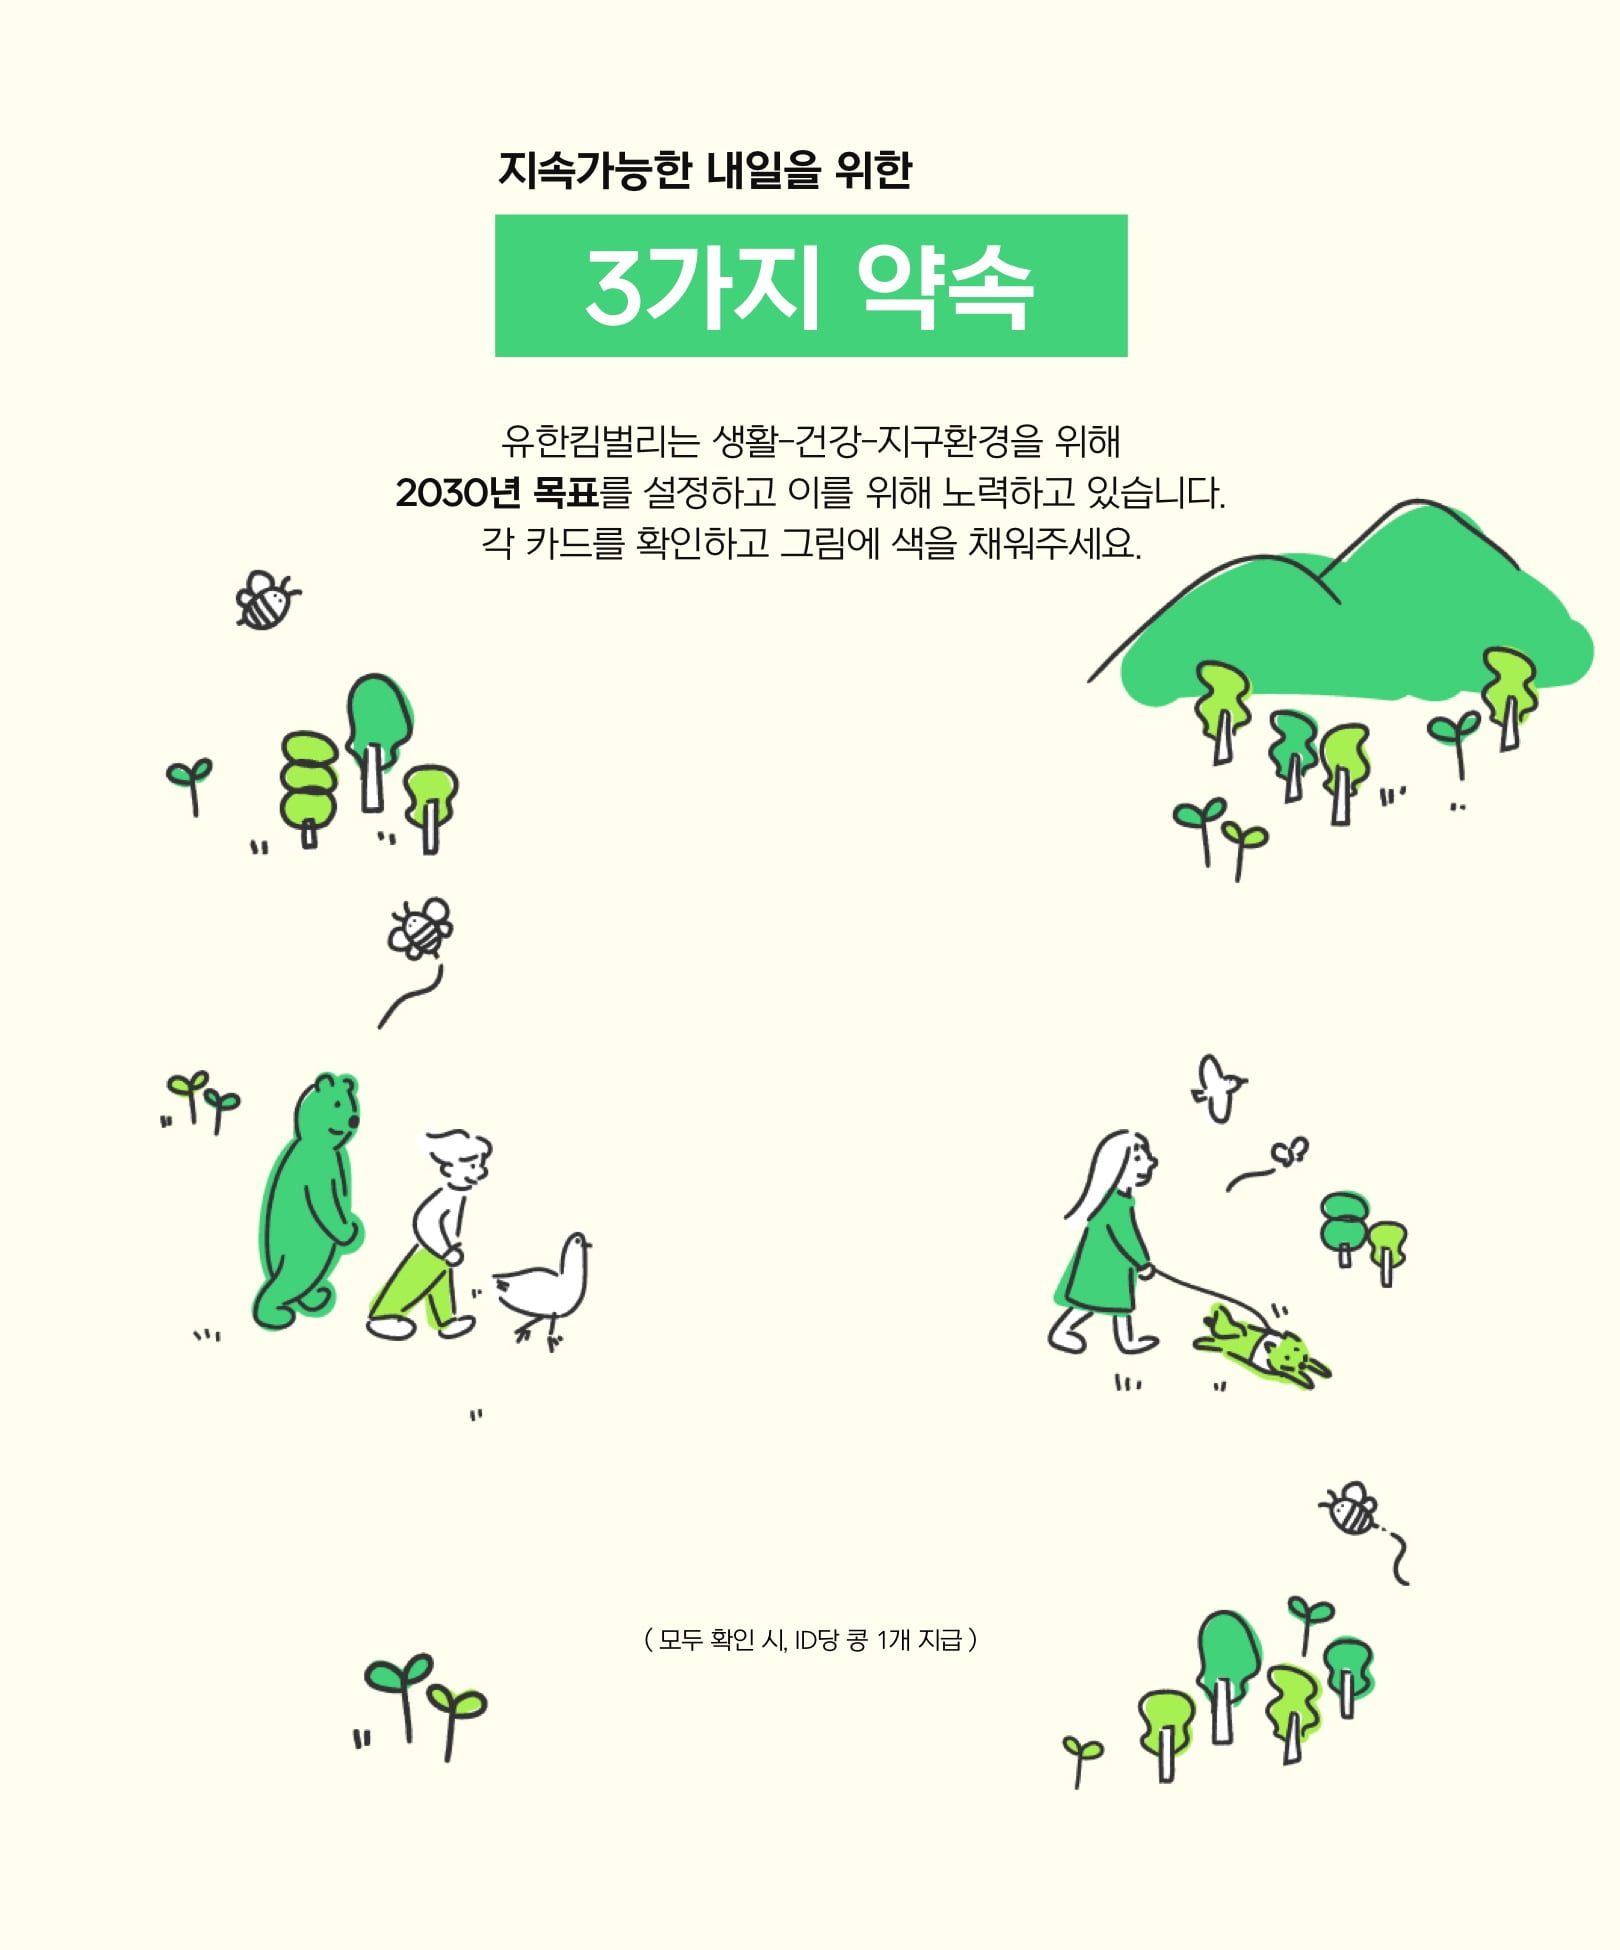 지속가능한 내일을 위한
3가지 약속
유한킴벌리는 생활-건강-지구환경을 위해
2030년 목표를 설정하고 이를 위해 노력하고 있습니다.
각 카드를 확인하고 그림에 색을 채워주세요.
( 모두 확인 시, ID당 콩 1개 지급 )